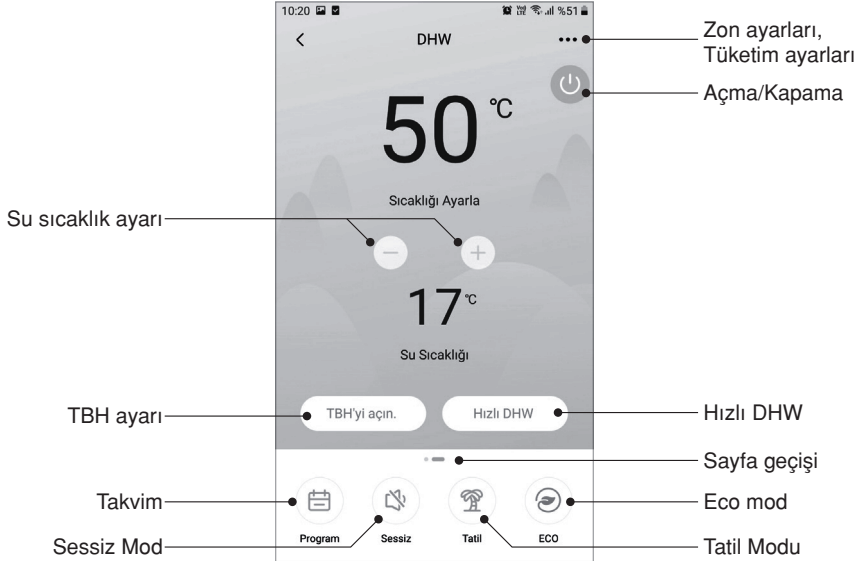 10:20 %51
DHW
Zon ayarları,
Tüketim ayarları
Açma/Kapama
50 °C
Sıcaklığı Ayarla
Su sıcaklık ayarı
17 °C
Su Sıcaklığı
TBH ayarı
TBH'yi açın.
Hızlı DHW
Hızlı DHW
Sayfa geçişi
Takvim
Eco mod
Program
Sessiz
Tatil
ECO
Sessiz Mod
Tatil Modu